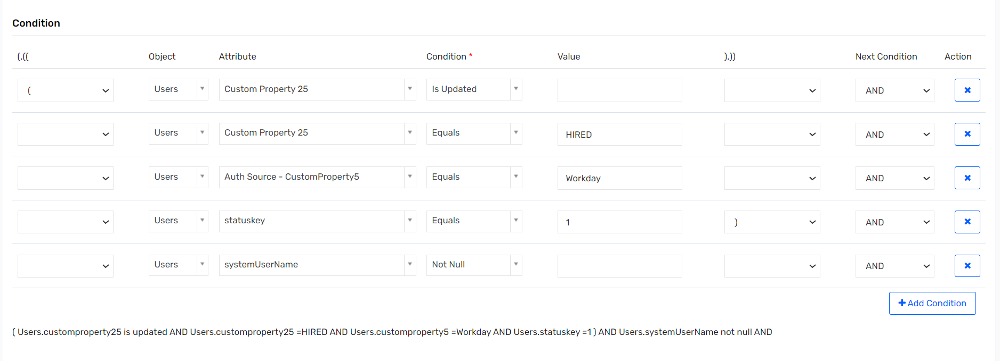 Condition
(,(( Object Attribute Condition * Value ),)) Next Condition Action
( Users Custom Property 25 Is Updated AND
Users Custom Property 25 Equals HIRED AND
Users Auth Source - CustomProperty5 Equals Workday AND
Users statuskey Equals 1 ) AND
Users systemUserName Not Null AND
Add Condition
( Users.customproperty25 is updated AND Users.customproperty25 =HIRED AND Users.customproperty5 =Workday AND Users.statuskey =1 ) AND Users.systemUserName not null AND